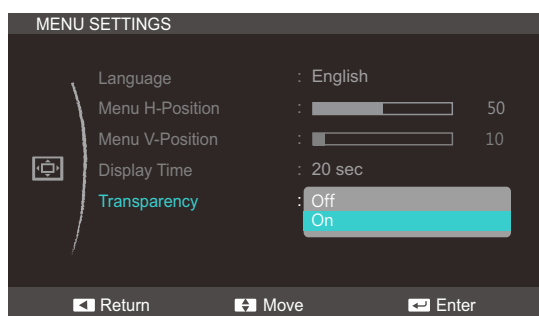 MENU SETTINGS
Language : English
Menu H-Position : 50
Menu V-Position : 10
Display Time : 20 sec
Transparency : Off
On
Return Move Enter